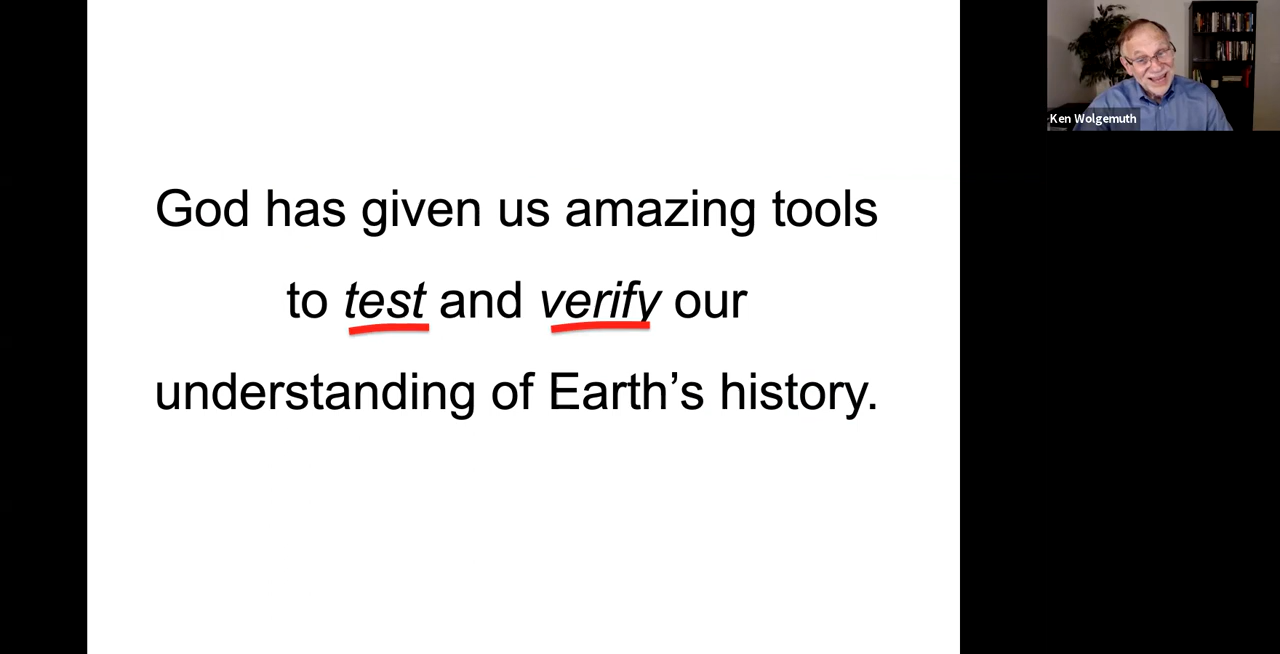 God has given us amazing tools
to test and verify our
understanding of Earth’s history.
Ken Wolgemuth